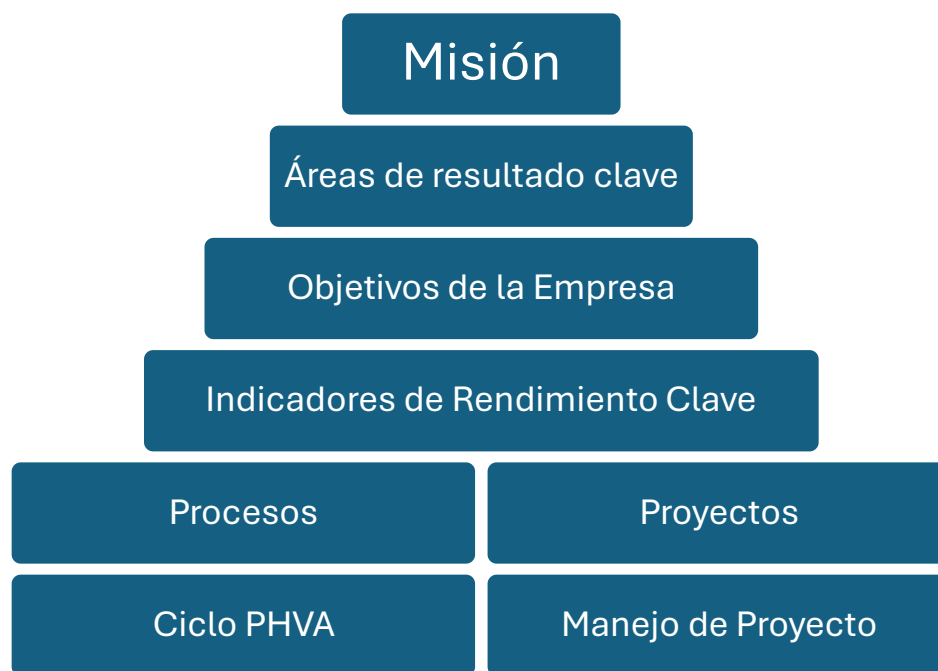 Misión
Áreas de resultado clave
Objetivos de la Empresa
Indicadores de Rendimiento Clave
Procesos
Proyectos
Ciclo PHVA
Manejo de Proyecto